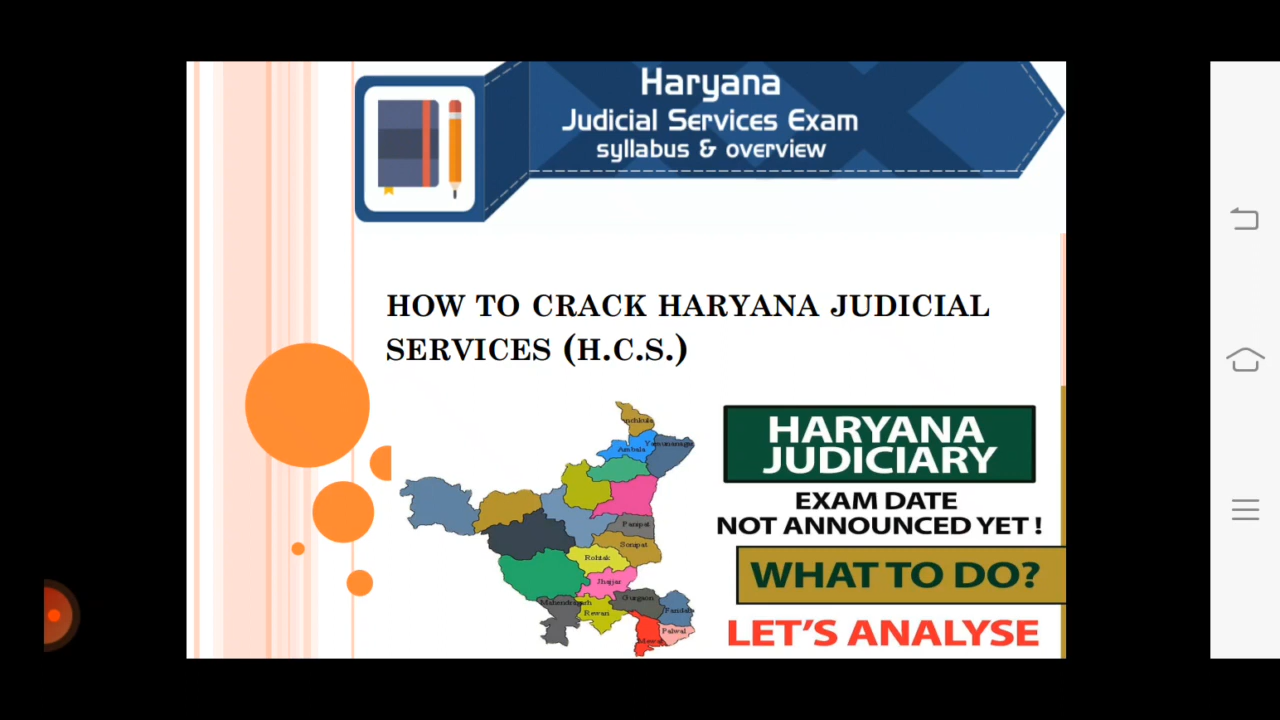 Haryana
Judicial Services Exam
syllabus & overview
HOW TO CRACK HARYANA JUDICIAL
SERVICES (H.C.S.)
HARYANA
JUDICIARY
EXAM DATE
NOT ANNOUNCED YET !
WHAT TO DO?
LET'S ANALYSE
Ambala
Panipat
Sonipat
Rohtak
Jhajjar
Gurgaon
Rewari
Palwal